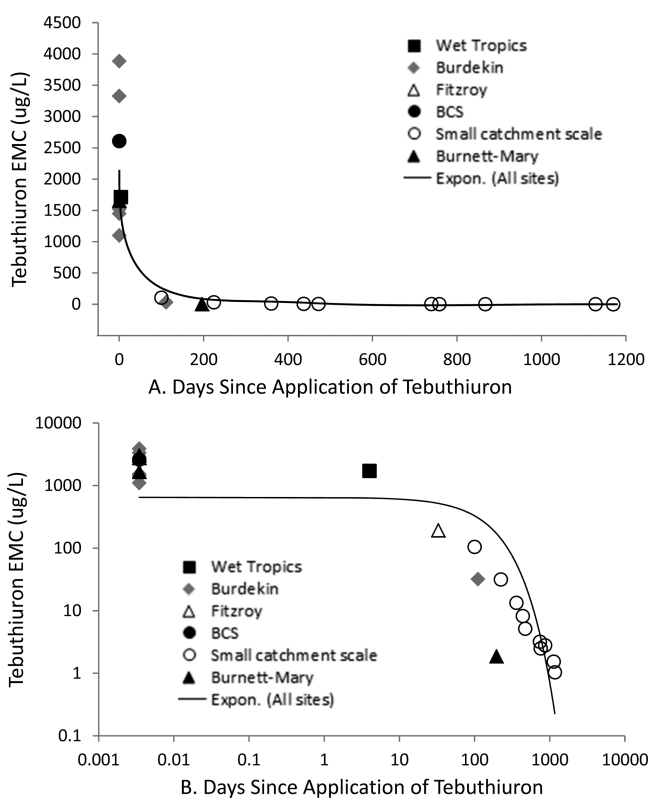 4500
4000
3500
3000
2500
2000
1500
1000
500
0
Tebuthiuron EMC (ug/L)
Wet Tropics
Burdekin
Fitzroy
BCS
Small catchment scale
Burnett-Mary
Expon. (All sites)
0 200 400 600 800 1000 1200
A. Days Since Application of Tebuthiuron
10000
1000
100
10
1
0.1
Tebuthiuron EMC (ug/L)
Wet Tropics
Burdekin
Fitzroy
BCS
Small catchment scale
Burnett-Mary
Expon. (All sites)
0.001 0.01 0.1 1 10 100 1000 10000
B. Days Since Application of Tebuthiuron